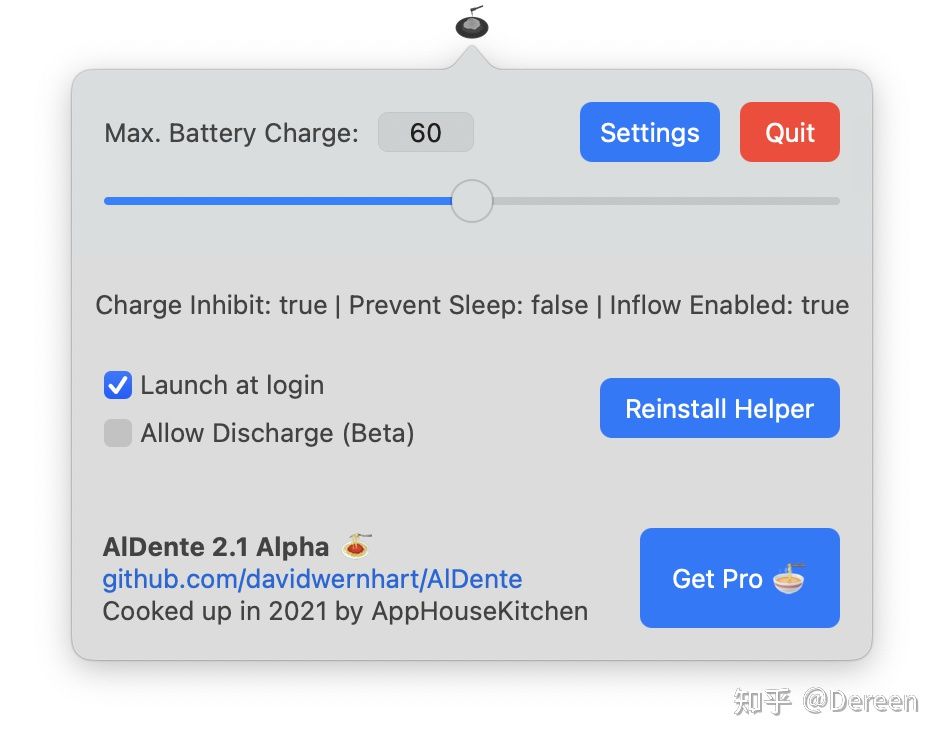 Max. Battery Charge: 60 Settings Quit
Charge Inhibit: true | Prevent Sleep: false | Inflow Enabled: true
Launch at login
Allow Discharge (Beta)
Reinstall Helper
AlDente 2.1 Alpha
github.com/davidwernhart/AlDente
Cooked up in 2021 by AppHouseKitchen
Get Pro
知乎 @Dereen